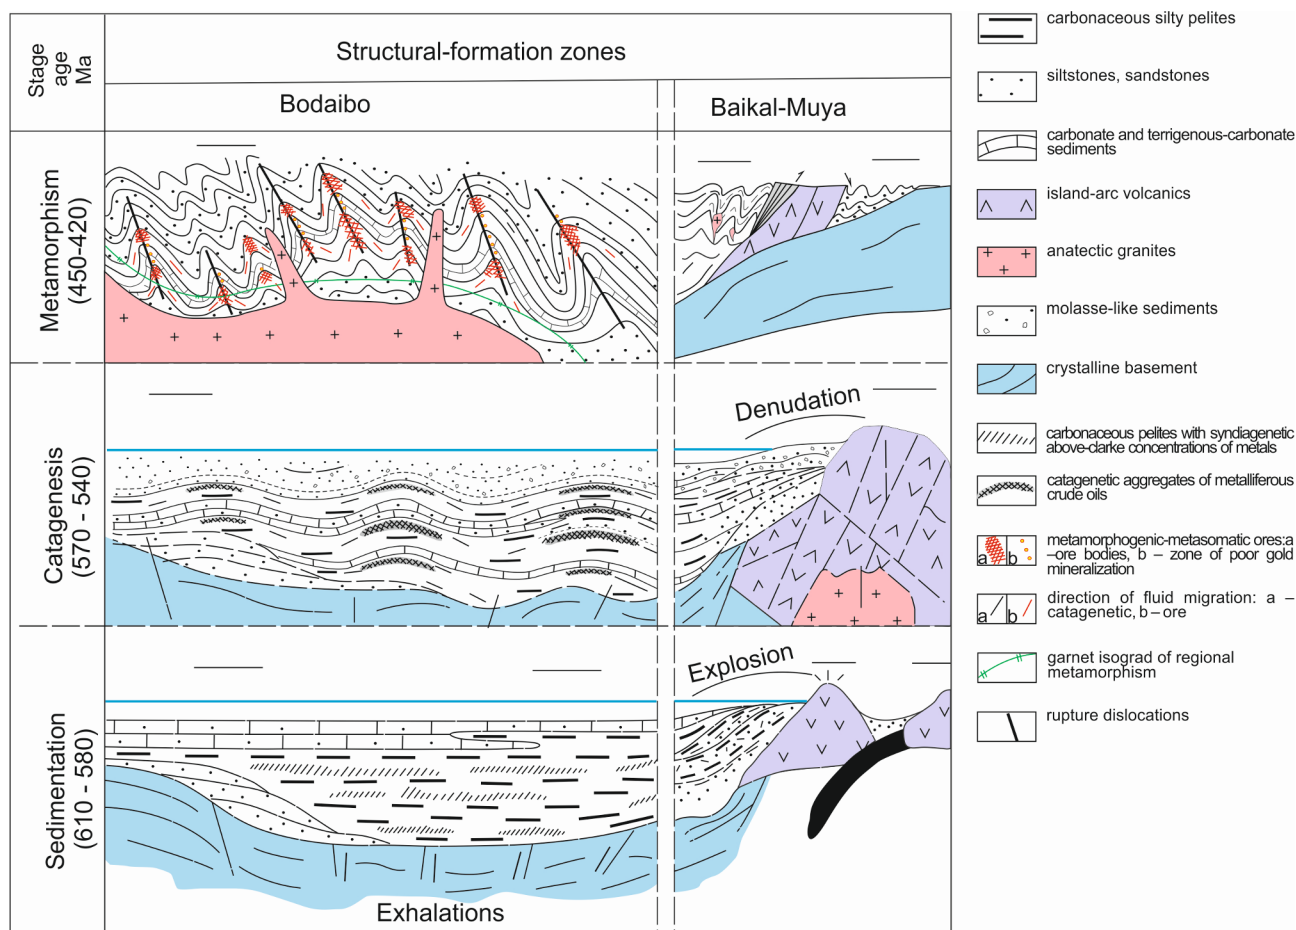 Stage
age
Ma
Structural-formation zones
Bodaibo
Baikal-Muya
Metamorphism
(450-420)
Catagenesis
(570 - 540)
Denudation
Sedimentation
(610 - 580)
Explosion
Exhalations
carbonaceous silty pelites
siltstones, sandstones
carbonate and terrigenous-carbonate
sediments
island-arc volcanics
anatectic granites
molasse-like sediments
crystalline basement
carbonaceous pelites with syndiagenetic
above-clarke concentrations of metals
catagenetic aggregates of metalliferous
crude oils
a b
metamorphogenic-metasomatic ores:a
–ore bodies, b – zone of poor gold
mineralization
a b
direction of fluid migration: a –
catagenetic, b – ore
garnet isograd of regional
metamorphism
rupture dislocations